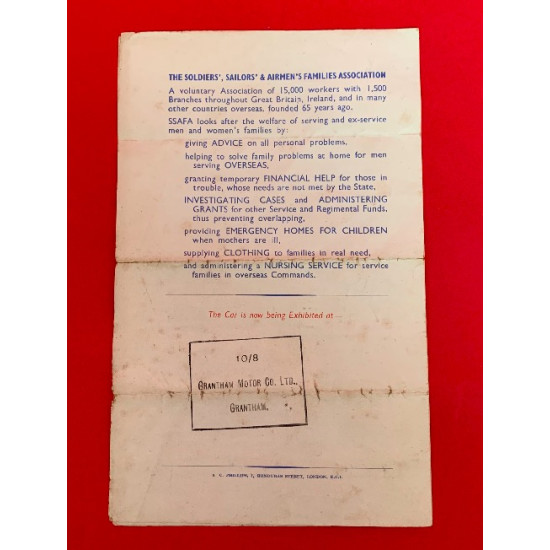 THE SOLDIERS', SAILORS' & AIRMEN'S FAMILIES ASSOCIATION
A voluntary Association of 15,000 workers with 1,500
Branches throughout Great Britain, Ireland, and in many
other countries overseas, founded 65 years ago.
SSAFA looks after the welfare of serving and ex-service
men and women's families by:
giving ADVICE on all personal problems,
helping to solve family problems at home for men
serving OVERSEAS,
granting temporary FINANCIAL HELP for those in
trouble, whose needs are not met by the State,
INVESTIGATING CASES and ADMINISTERING
GRANTS for other Service and Regimental Funds,
thus preventing overlapping,
providing EMERGENCY HOMES FOR CHILDREN
when mothers are ill,
supplying CLOTHING to families in real need,
and administering a NURSING SERVICE for service
families in overseas Commands.
The Car is now being Exhibited at
10/8
GRANTHAM MOTOR CO. LTD.,
GRANTHAM.
STREET, LONDON,